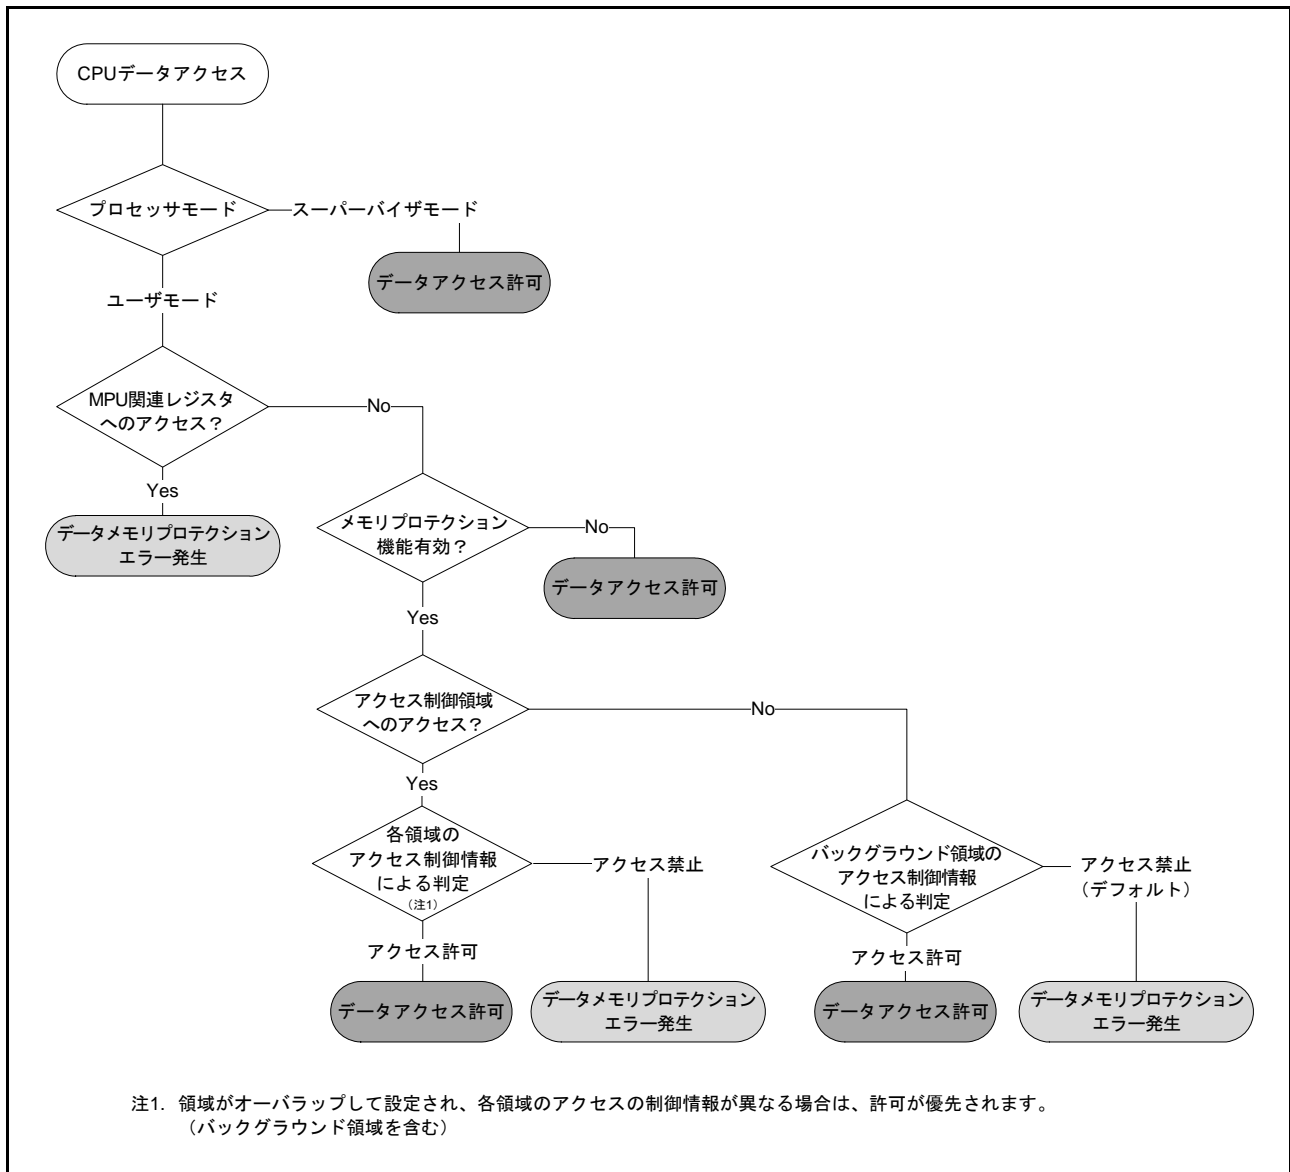 CPUデータアクセス
プロセッサモード
スーパーバイザモード
データアクセス許可
ユーザモード
MPU関連レジスタ
へのアクセス？
No
Yes
データメモリプロテクション
エラー発生
メモリプロテクション
機能有効？
No
データアクセス許可
Yes
アクセス制御領域
へのアクセス？
No
Yes
各領域の
アクセス制御情報
による判定
（注1）
アクセス禁止
バックグラウンド領域の
アクセス制御情報
による判定
アクセス禁止
（デフォルト）
アクセス許可
アクセス許可
データアクセス許可
データメモリプロテクション
エラー発生
データアクセス許可
データメモリプロテクション
エラー発生
注1. 領域がオーバラップして設定され、各領域のアクセスの制御情報が異なる場合は、許可が優先されます。
（バックグラウンド領域を含む）